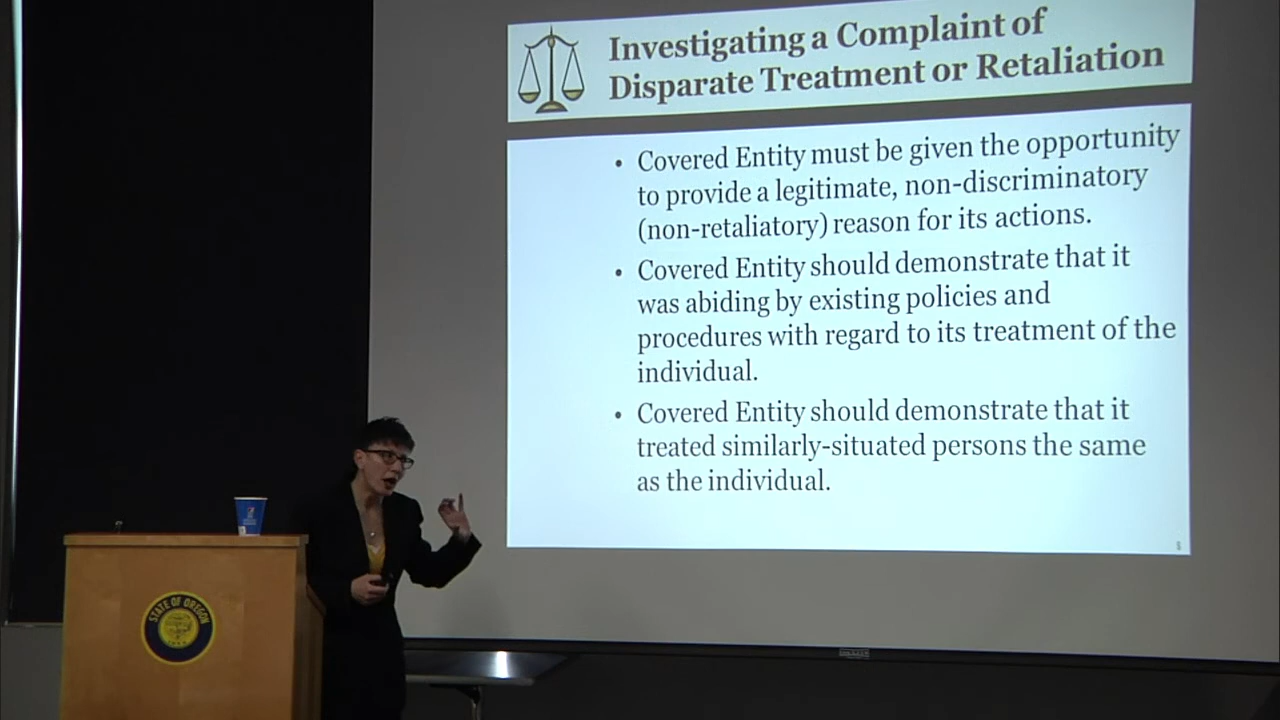 Investigating a Complaint of
Disparate Treatment or Retaliation
• Covered Entity must be given the opportunity
to provide a legitimate, non-discriminatory
(non-retaliatory) reason for its actions.
• Covered Entity should demonstrate that it
was abiding by existing policies and
procedures with regard to its treatment of the
individual.
• Covered Entity should demonstrate that it
treated similarly-situated persons the same
as the individual.
STATE OF OREGON